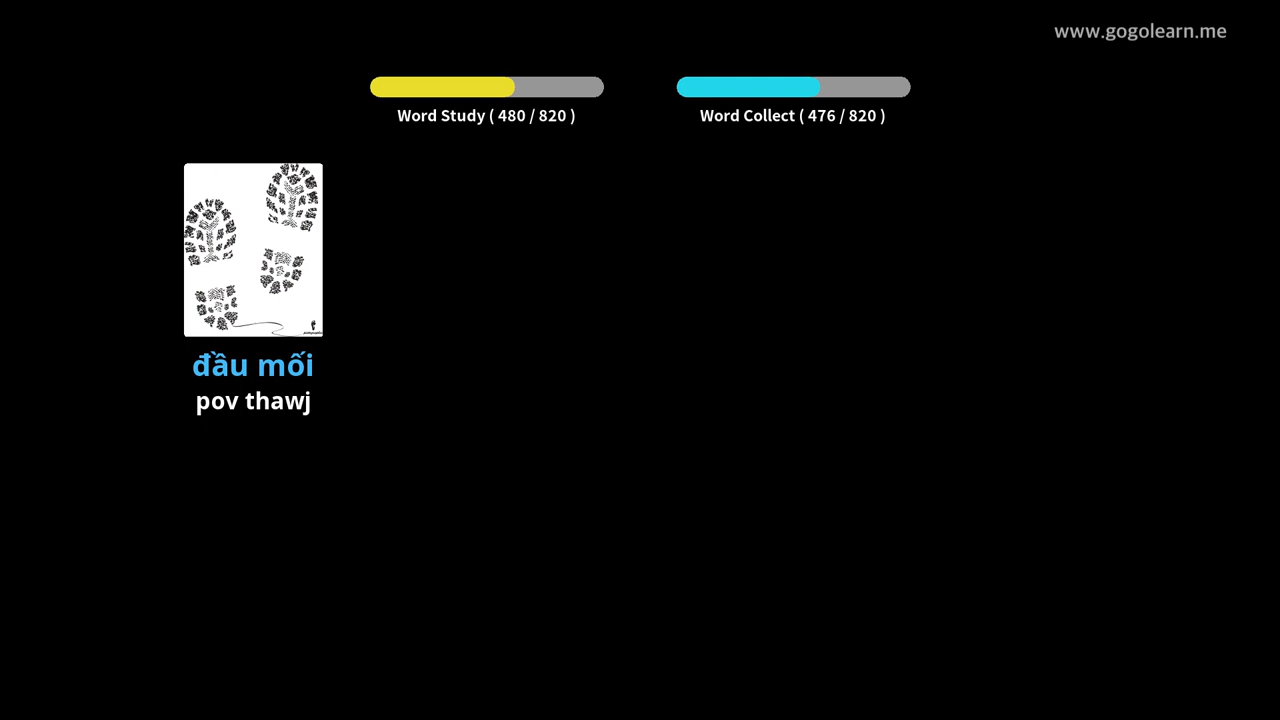 www.gogolearn.me
Word Study ( 480 / 820 )
Word Collect ( 476 / 820 )
đầu mối
pov thawj